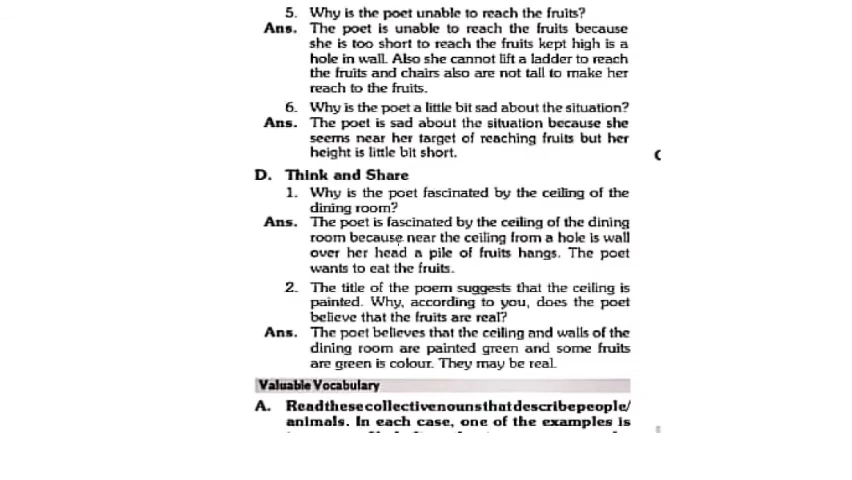 5. Why is the poet unable to reach the fruits?
Ans. The poet is unable to reach the fruits because
she is too short to reach the fruits kept high is a
hole in wall. Also she cannot lift a ladder to reach
the fruits and chairs also are not tall to make her
reach to the fruits.
6. Why is the poet a little bit sad about the situation?
Ans. The poet is sad about the situation because she
seems near her target of reaching fruits but her
height is little bit short.
D. Think and Share
1. Why is the poet fascinated by the ceiling of the
dining room?
Ans. The poet is fascinated by the ceiling of the dining
room because near the ceiling from a hole is wall
over her head a pile of fruits hangs. The poet
wants to eat the fruits.
2. The title of the poem suggests that the ceiling is
painted. Why, according to you, does the poet
believe that the fruits are real?
Ans. The poet believes that the ceiling and walls of the
dining room are painted green and some fruits
are green is colour. They may be real.
Valuable Vocabulary
A. Read these collective nouns that describe people/
animals. In each case, one of the examples is